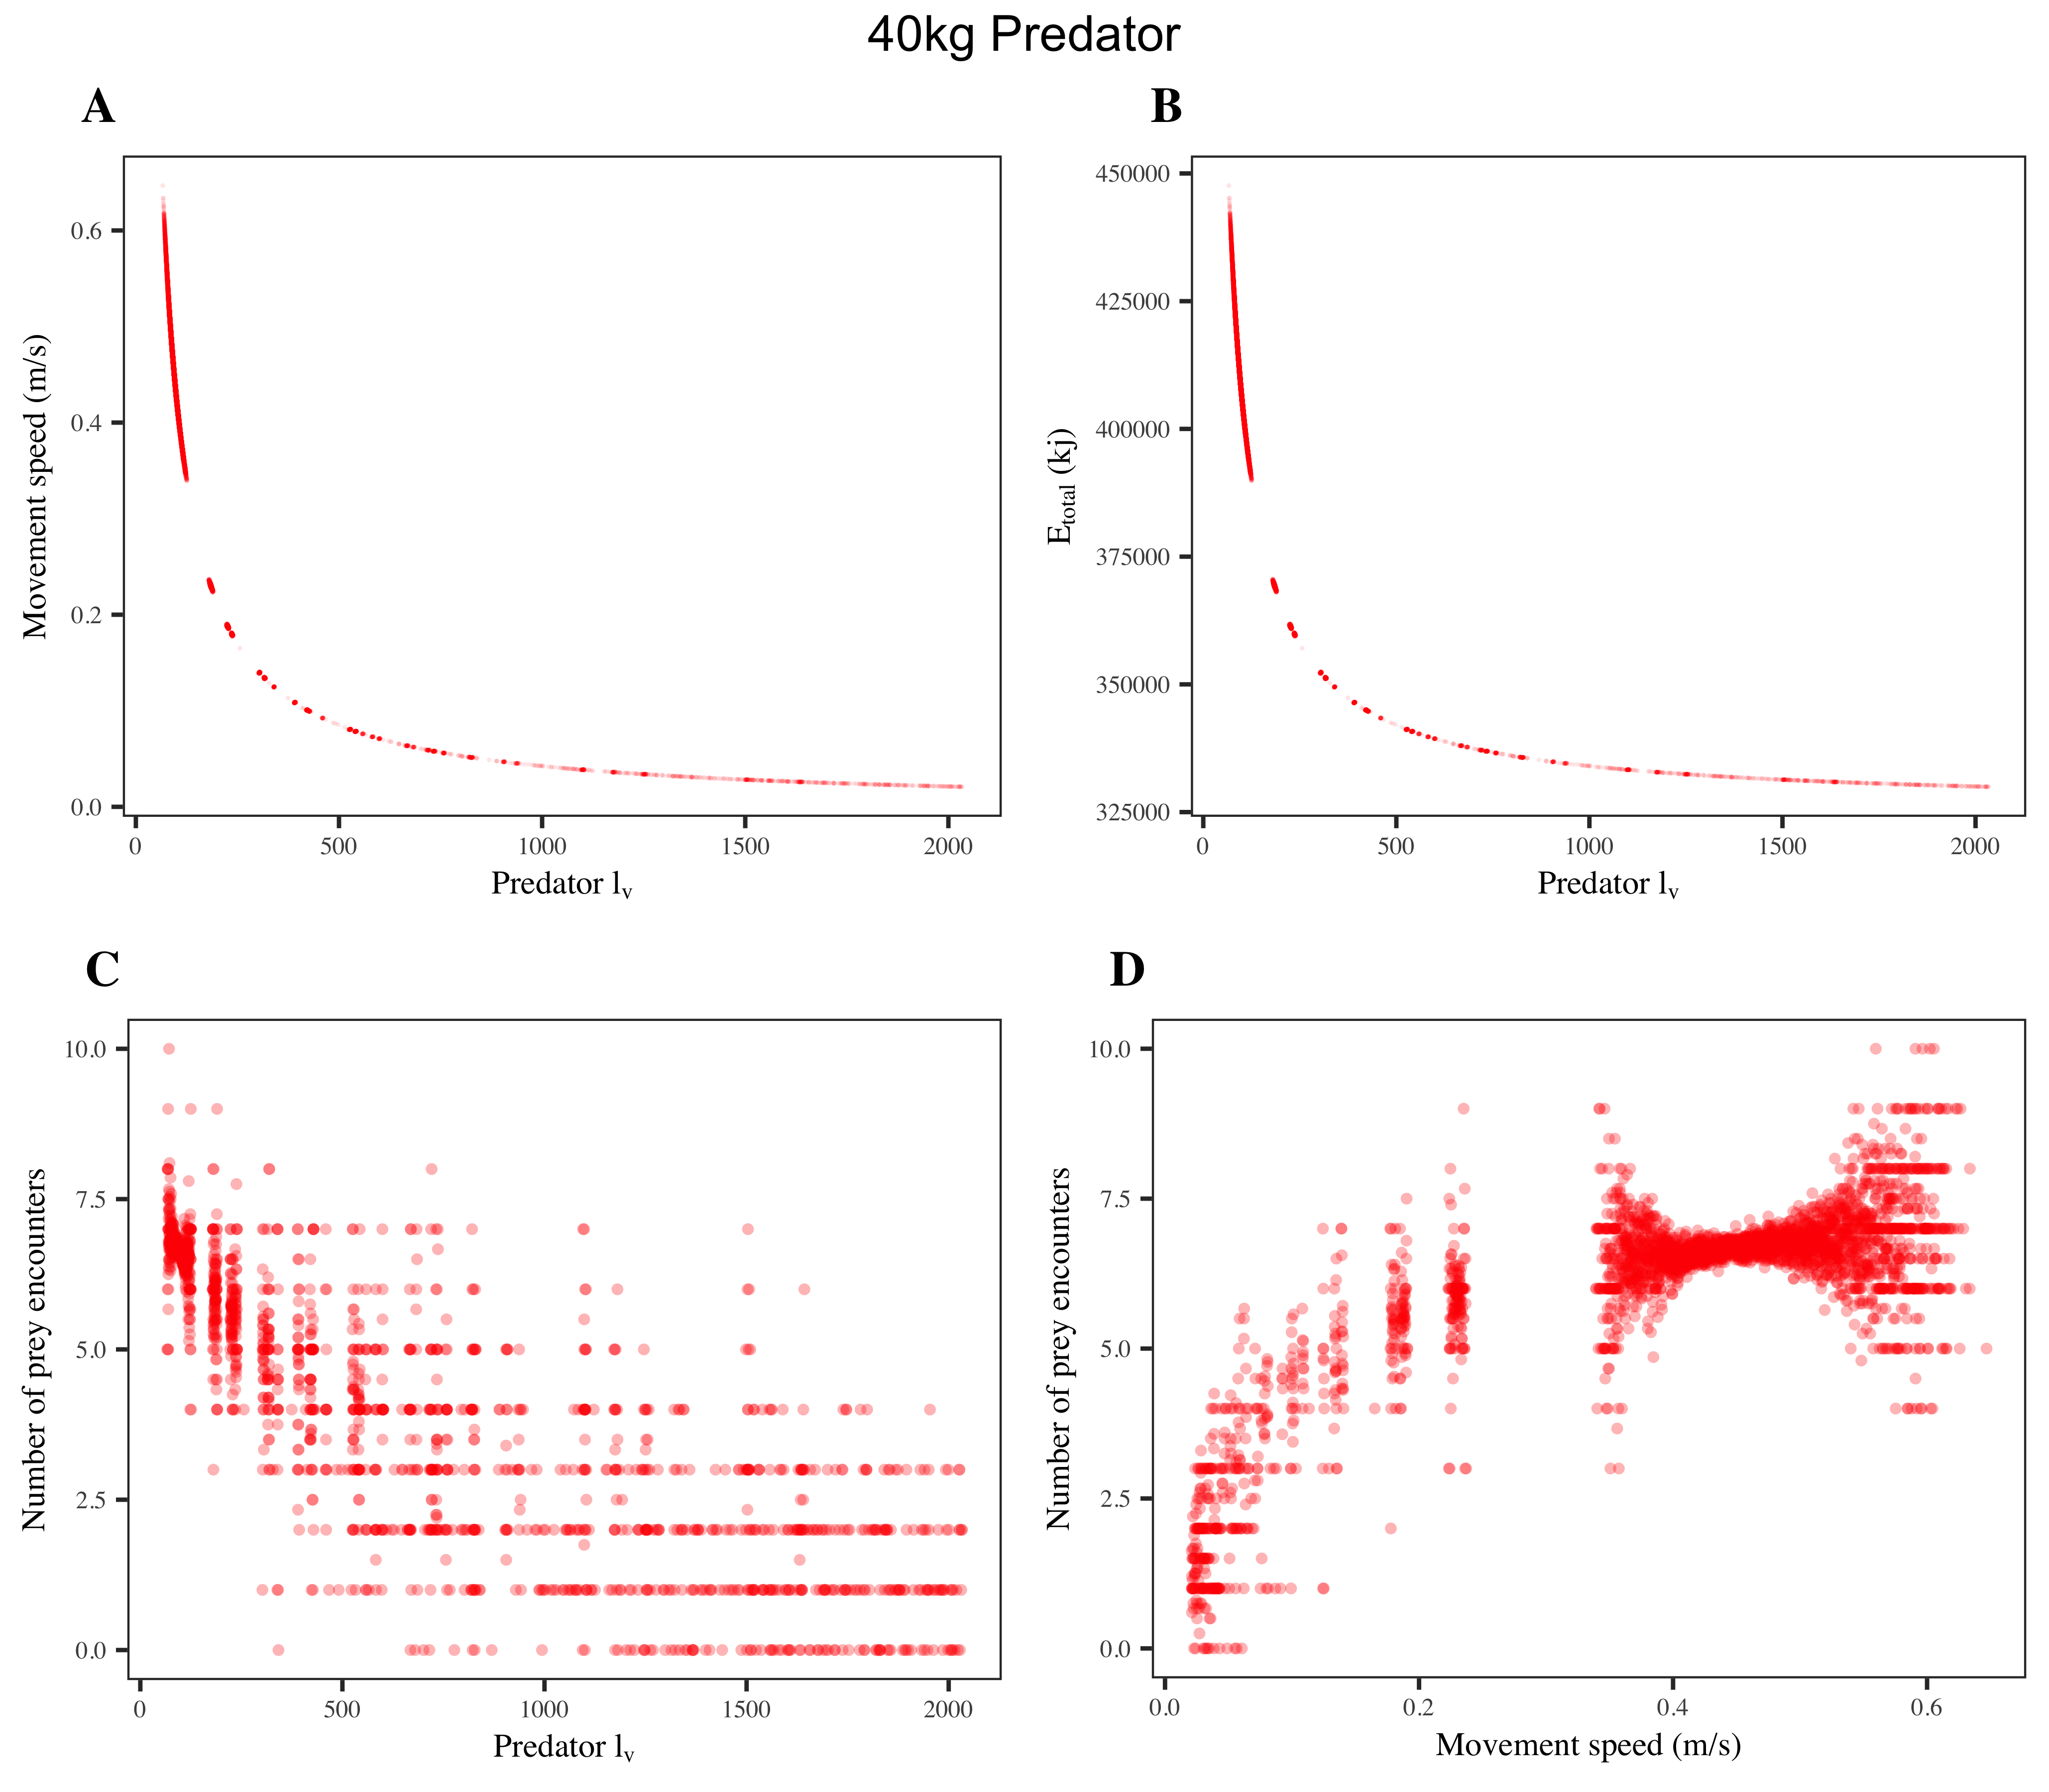 40kg Predator
A
B
Movement speed (m/s)
0.6
0.4
0.2
0.0
0 500 1000 1500 2000
Predator lv
Etotal (kj)
450000
425000
400000
375000
350000
325000
0 500 1000 1500 2000
Predator lv
C
D
Number of prey encounters
10.0
7.5
5.0
2.5
0.0
0 500 1000 1500 2000
Predator lv
Number of prey encounters
10.0
7.5
5.0
2.5
0.0
0.0 0.2 0.4 0.6
Movement speed (m/s)